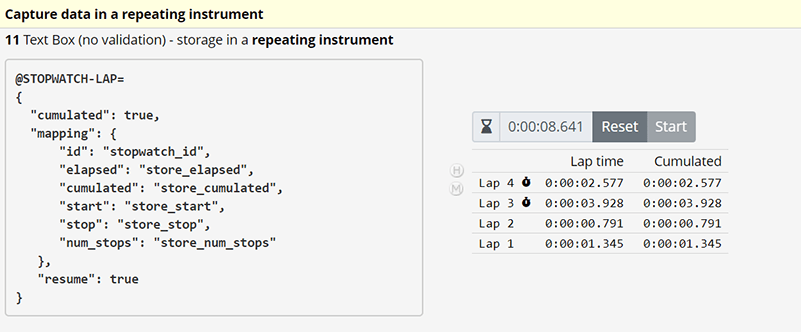 Capture data in a repeating instrument
11 Text Box (no validation) - storage in a repeating instrument
@STOPWATCH-LAP=
{
"cumulated": true,
"mapping": {
"id": "stopwatch_id",
"elapsed": "store_elapsed",
"cumulated": "store_cumulated",
"start": "store_start",
"stop": "store_stop",
"num_stops": "store_num_stops"
},
"resume": true
}
H
M
0:00:08.641 Reset Start
Lap time Cumulated
Lap 4 0:00:02.577 0:00:02.577
Lap 3 0:00:03.928 0:00:03.928
Lap 2 0:00:00.791 0:00:00.791
Lap 1 0:00:01.345 0:00:01.345